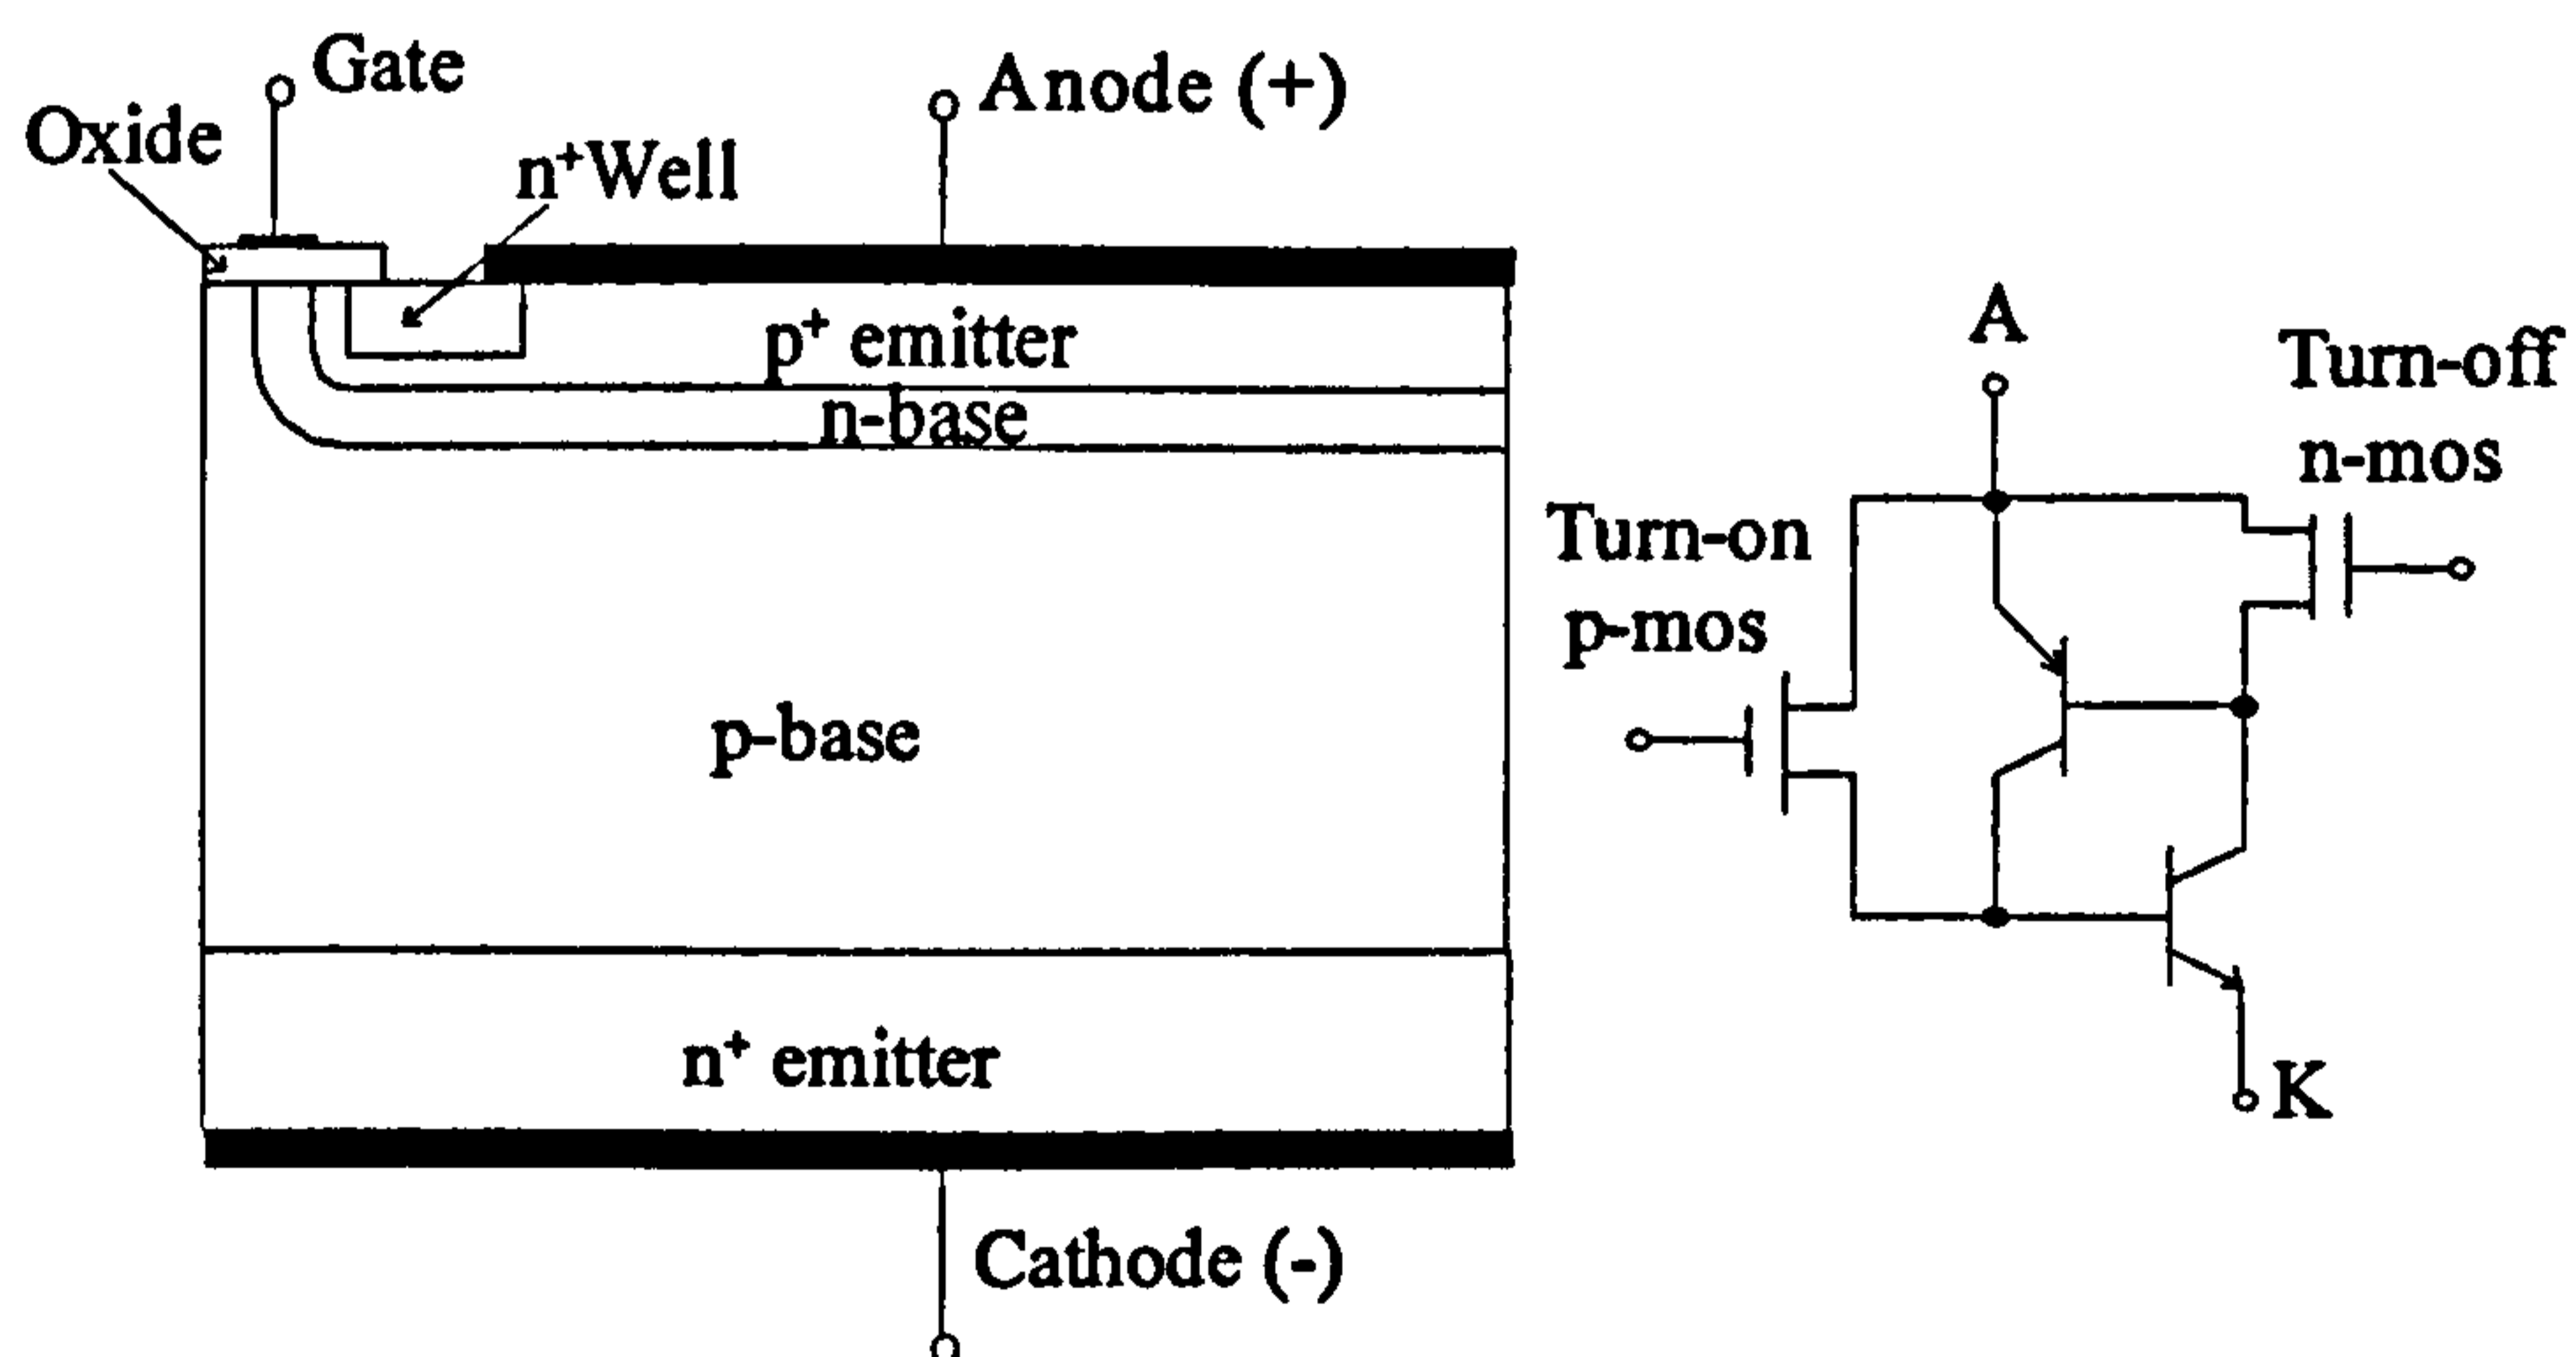 Gate
Oxide
n⁺Well
Anode (+)
p⁺ emitter
n-base
p-base
n⁺ emitter
Cathode (-)
A
Turn-off
n-mos
Turn-on
p-mos
K